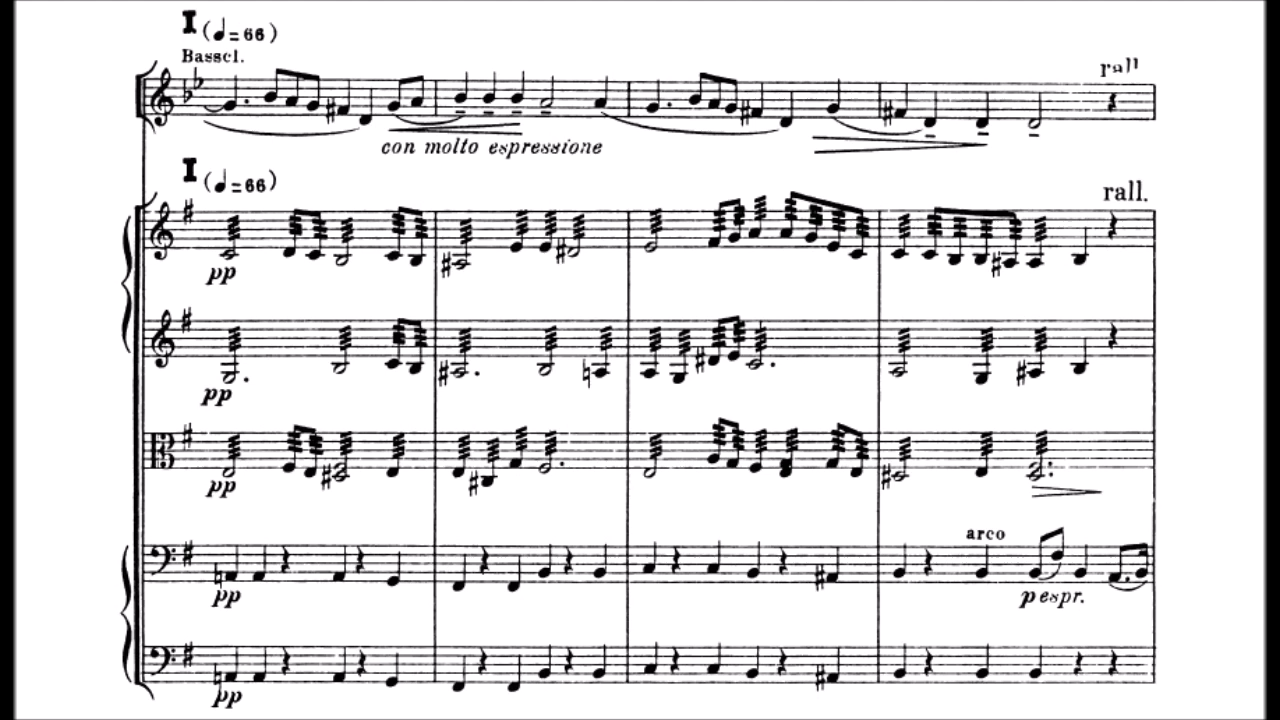 I (♩=66)
Basscl.
rall
con molto espressione
I (♩=66)
rall.
pp
pp
pp
arco
pp
p espr.
pp